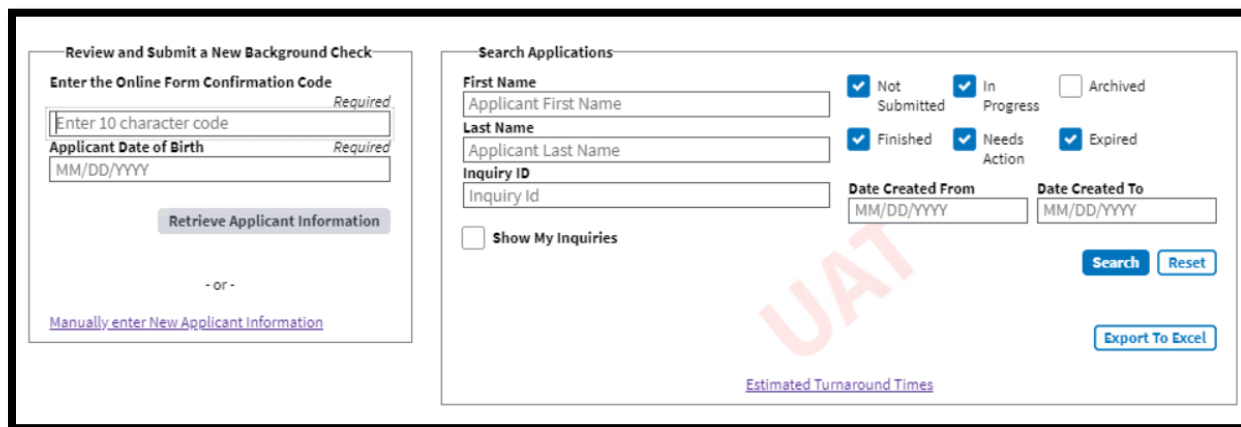 Review and Submit a New Background Check
Enter the Online Form Confirmation Code
Required
Enter 10 character code
Applicant Date of Birth Required
MM/DD/YYYY
Retrieve Applicant Information
- or -
Manually enter New Applicant Information
Search Applications
First Name
Applicant First Name
Last Name
Applicant Last Name
Inquiry ID
Inquiry Id
Show My Inquiries
Not Submitted
In Progress
Archived
Finished
Needs Action
Expired
Date Created From
MM/DD/YYYY
Date Created To
MM/DD/YYYY
Search Reset
UAT
Export To Excel
Estimated Turnaround Times